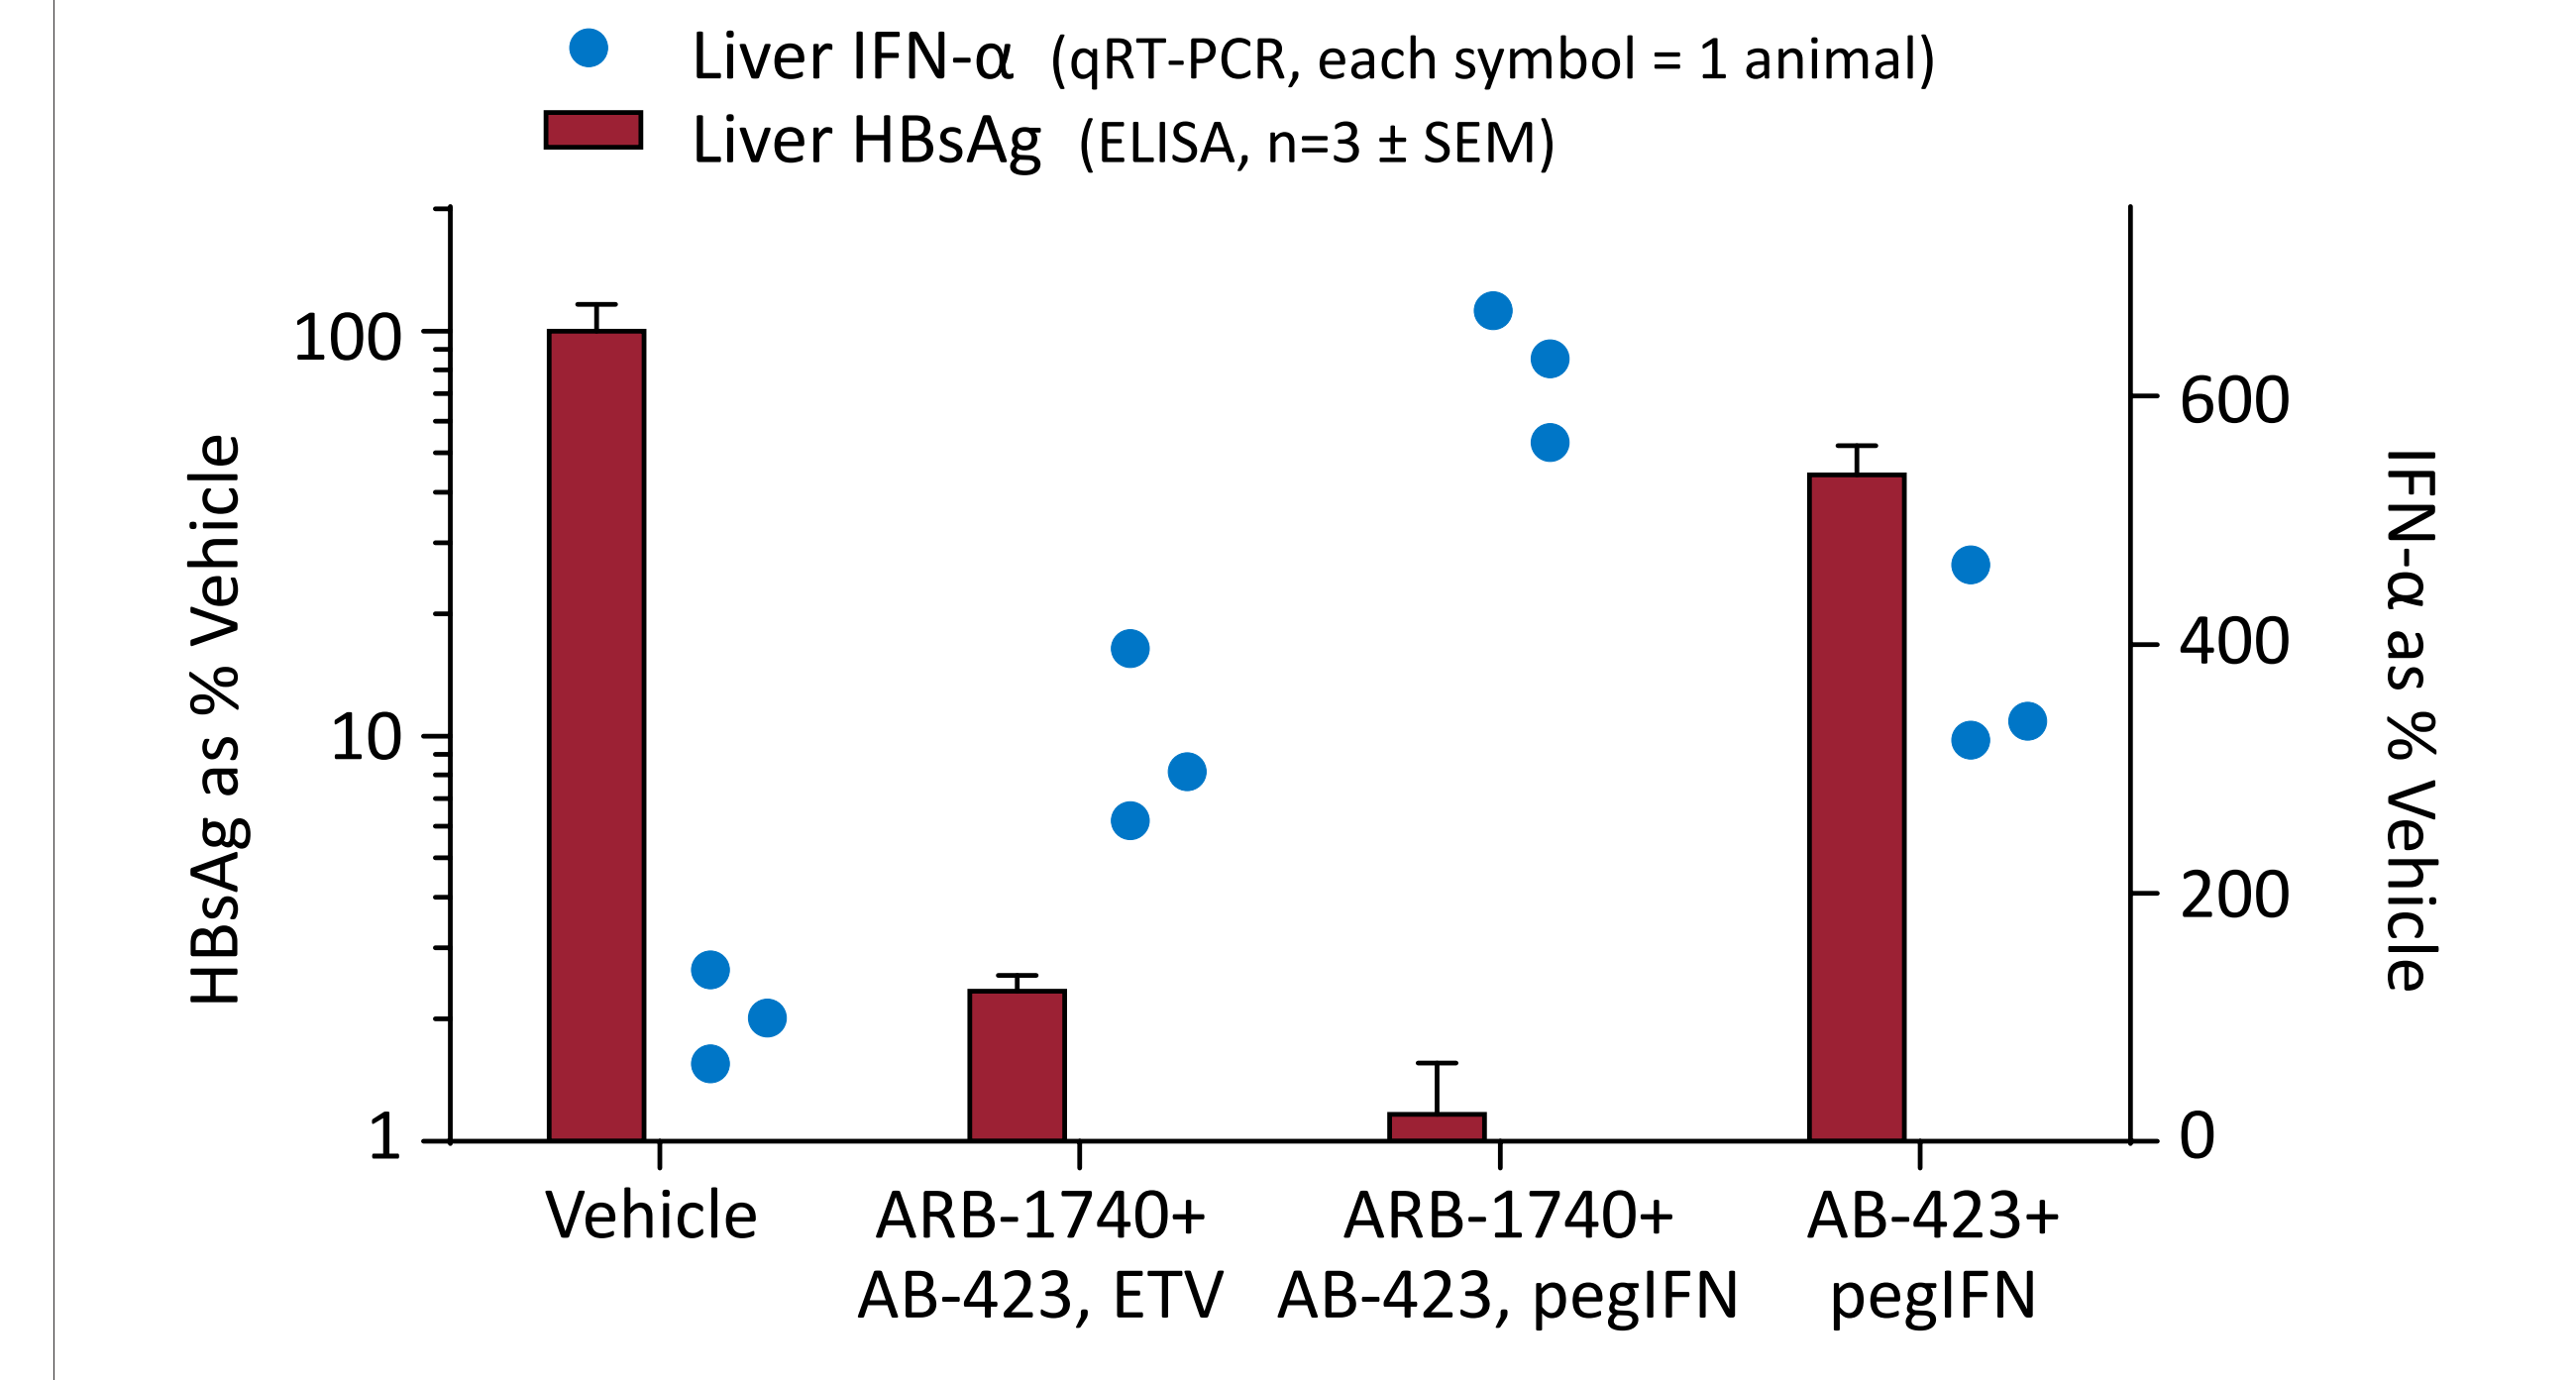 Liver IFN-α (qRT-PCR, each symbol = 1 animal)
Liver HBsAg (ELISA, n=3 ± SEM)
HBsAg as % Vehicle
100
10
1
600
400
200
0
IFN-α as % Vehicle
Vehicle
ARB-1740+
AB-423, ETV
ARB-1740+
AB-423, pegIFN
AB-423+
pegIFN